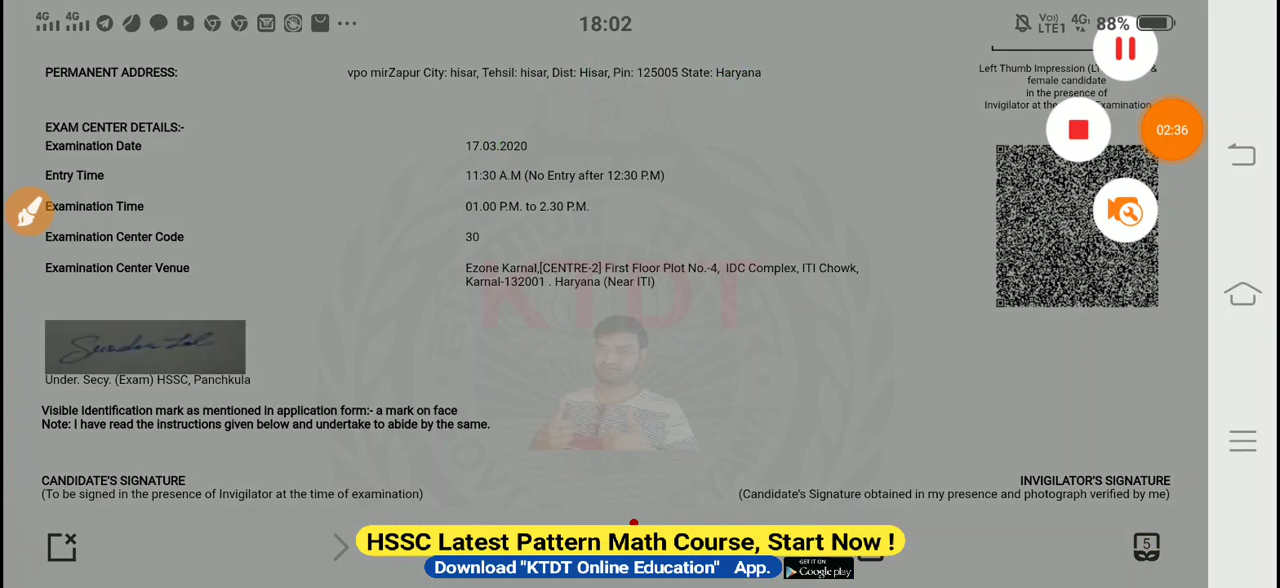 4G 4G 18:02 Vo)) LTE1 4G 88%
PERMANENT ADDRESS: vpo mirZapur City: hisar, Tehsil: hisar, Dist: Hisar, Pin: 125005 State: Haryana
Left Thumb Impression (L &
female candidate
in the presence of
Invigilator at the Examination
EXAM CENTER DETAILS:-
Examination Date 17.03.2020
02:36
Entry Time 11:30 A.M (No Entry after 12:30 P.M)
Examination Time 01.00 P.M. to 2.30 P.M.
Examination Center Code 30
Examination Center Venue Ezone Karnal,[CENTRE-2] First Floor Plot No.-4, IDC Complex, ITI Chowk,
Karnal-132001 . Haryana (Near ITI)
KTDT
Sunder Lal
Under. Secy. (Exam) HSSC, Panchkula
Visible Identification mark as mentioned in application form:- a mark on face
Note: I have read the instructions given below and undertake to abide by the same.
CANDIDATE'S SIGNATURE INVIGILATOR'S SIGNATURE
(To be signed in the presence of Invigilator at the time of examination) (Candidate's Signature obtained in my presence and photograph verified by me)
HSSC Latest Pattern Math Course, Start Now !
5
Download "KTDT Online Education" App. GET IT ON Google play